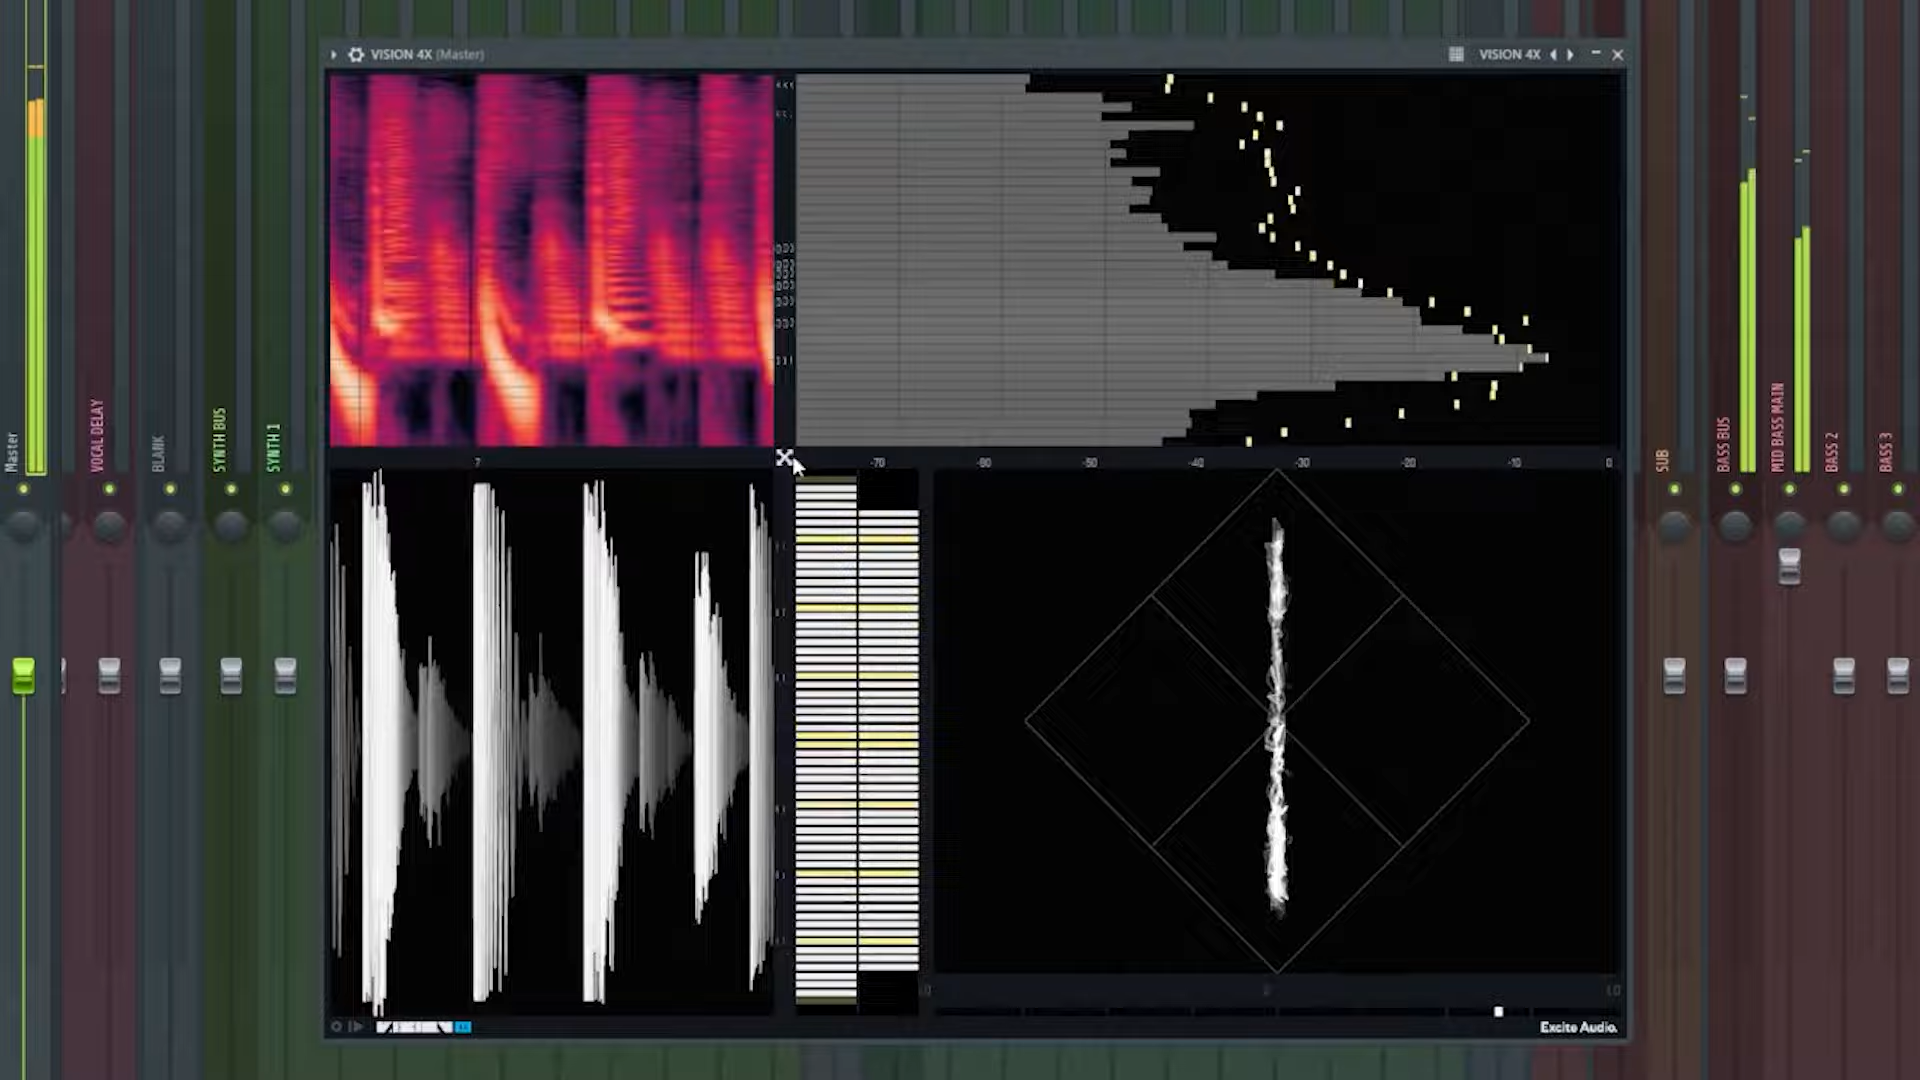 VISION 4X (Master)
VISION 4X
Master
VOCAL DELAY
BLANK
SYNTH BUS
SYNTH 1
SUB
BASS BUS
MID BASS MAIN
BASS 2
BASS 3
7
-70
-60
-50
-40
-30
-20
-10
0
Excite Audio.